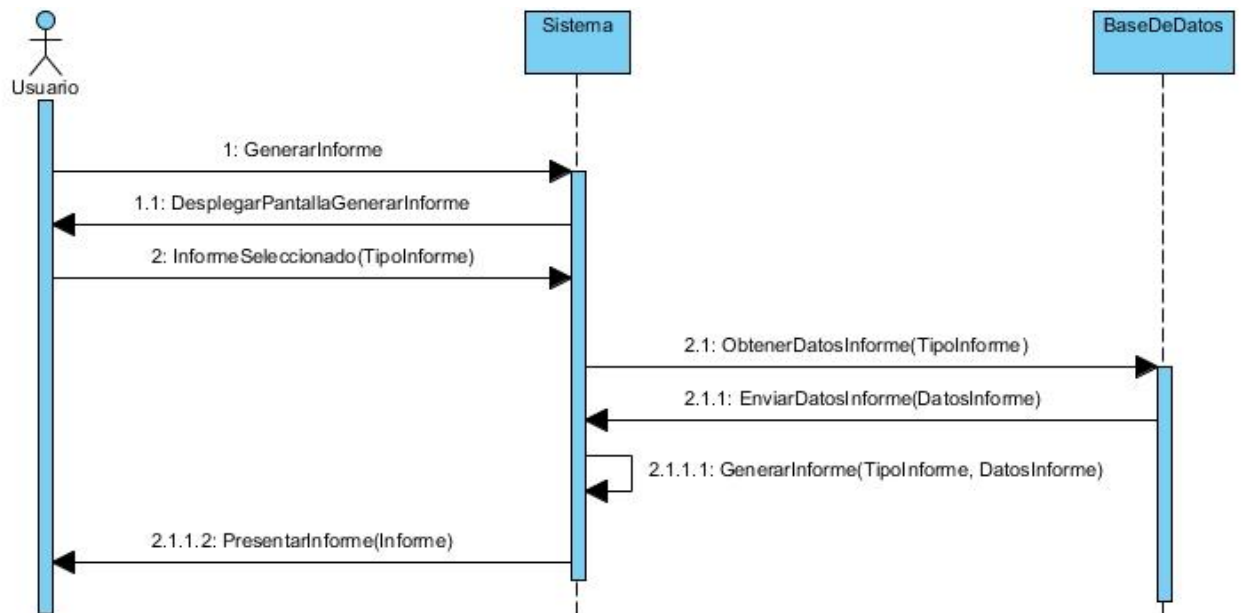 Usuario
Sistema
BaseDeDatos
1: GenerarInforme
1.1: DesplegarPantallaGenerarInforme
2: InformeSeleccionado(TipoInforme)
2.1: ObtenerDatosInforme(TipoInforme)
2.1.1: EnviarDatosInforme(DatosInforme)
2.1.1.1: GenerarInforme(TipoInforme, DatosInforme)
2.1.1.2: PresentarInforme(Informe)